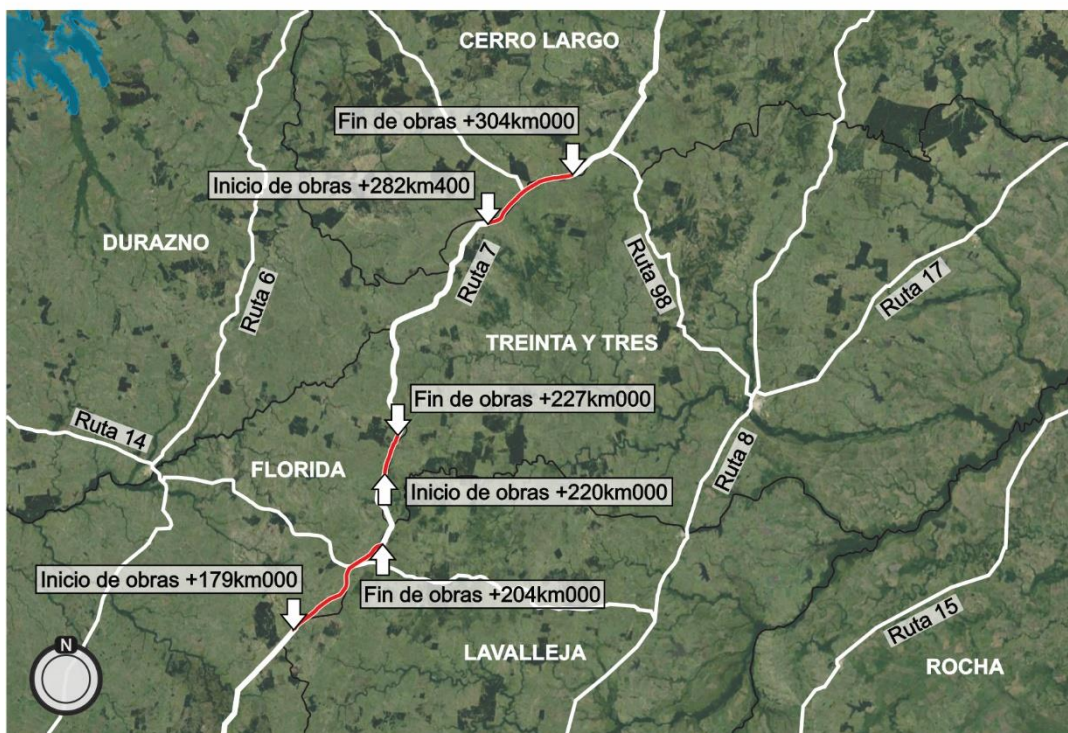 CERRO LARGO
Fin de obras +304km000
Inicio de obras +282km400
DURAZNO
Ruta 6
Ruta 7
Ruta 98
Ruta 17
TREINTA Y TRES
Fin de obras +227km000
Ruta 14
FLORIDA
Ruta 8
Inicio de obras +220km000
Inicio de obras +179km000
Fin de obras +204km000
Ruta 15
LAVALLEJA
ROCHA
N